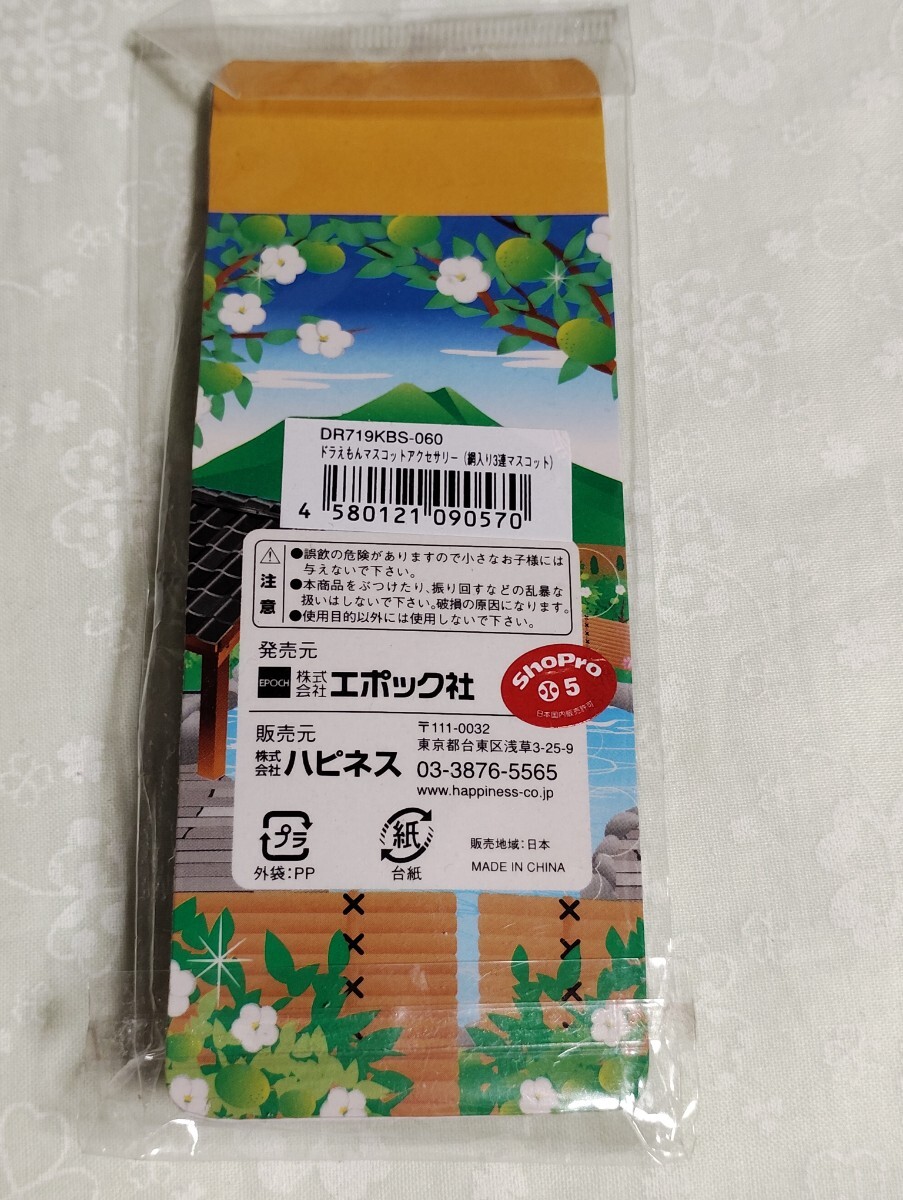 DR719KBS-060
ドラえもんマスコットアクセサリー（網入り3連マスコット）
4 580121 090570
注意
●誤飲の危険がありますので小さなお子様には
与えないで下さい。
●本商品をぶつけたり、振り回すなどの乱暴な
扱いはしないで下さい。破損の原因になります。
●使用目的以外には使用しないで下さい。
発売元
EPOCH 株式会社 エポック社
ShoPro
5
日本国内販売許可
販売元
株式会社 ハピネス
〒111-0032
東京都台東区浅草3-25-9
03-3876-5565
www.happiness-co.jp
プラ
外袋：PP
紙
台紙
販売地域：日本
MADE IN CHINA